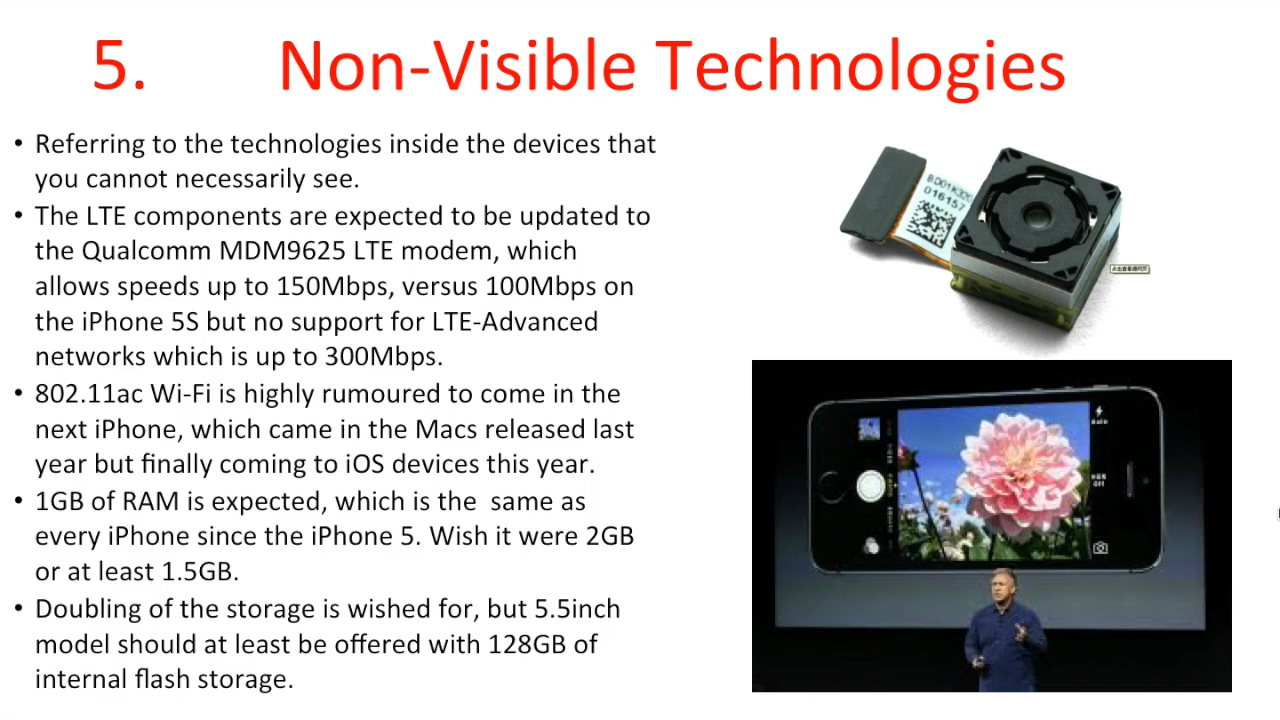 5. Non-Visible Technologies
• Referring to the technologies inside the devices that
you cannot necessarily see.
• The LTE components are expected to be updated to
the Qualcomm MDM9625 LTE modem, which
allows speeds up to 150Mbps, versus 100Mbps on
the iPhone 5S but no support for LTE-Advanced
networks which is up to 300Mbps.
• 802.11ac Wi-Fi is highly rumoured to come in the
next iPhone, which came in the Macs released last
year but finally coming to iOS devices this year.
• 1GB of RAM is expected, which is the  same as
every iPhone since the iPhone 5. Wish it were 2GB
or at least 1.5GB.
• Doubling of the storage is wished for, but 5.5inch
model should at least be offered with 128GB of
internal flash storage.
016157